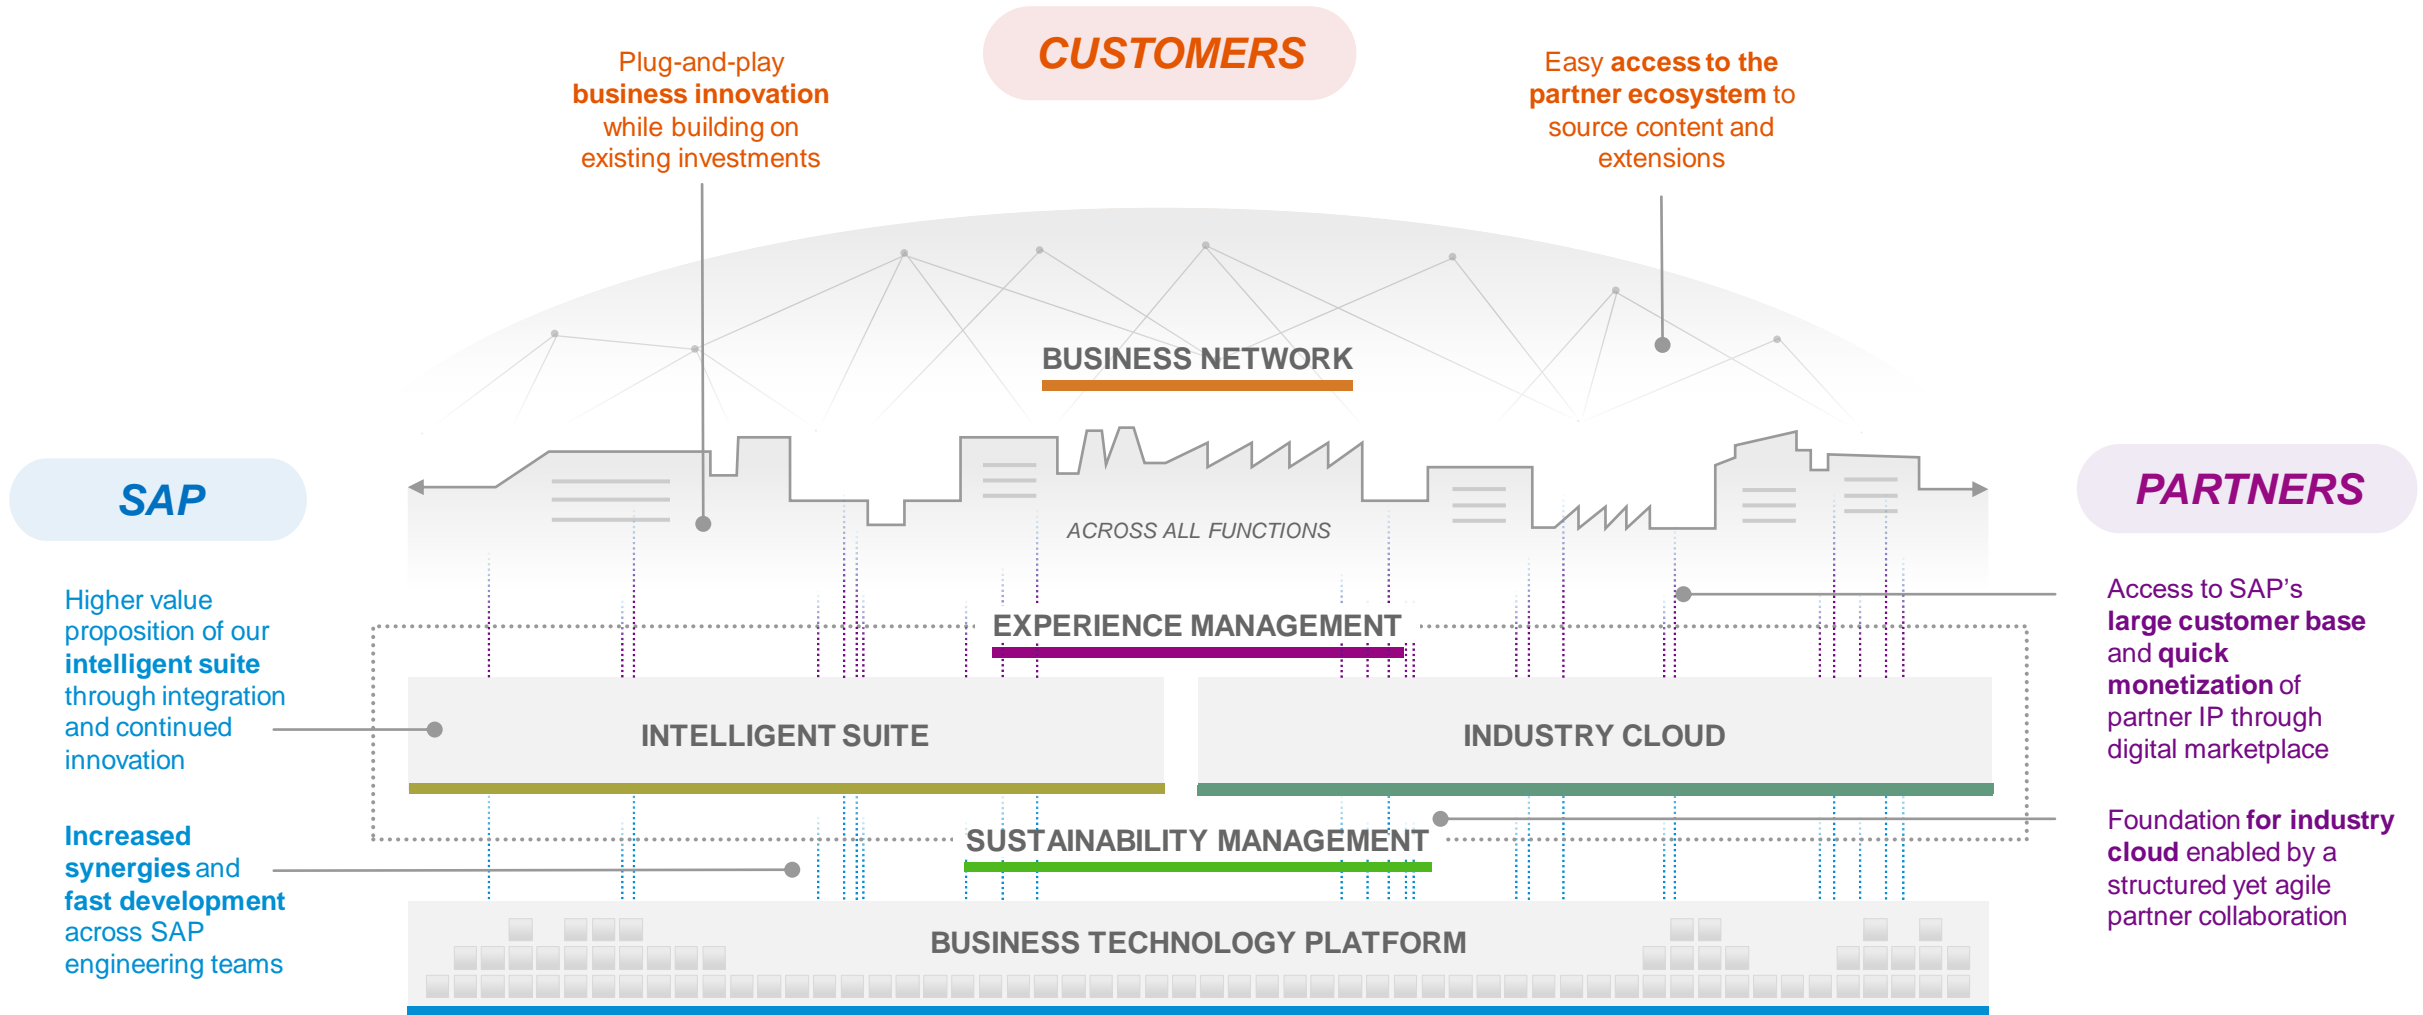 CUSTOMERS
Plug-and-play
business innovation
while building on
existing investments
Easy access to the
partner ecosystem to
source content and
extensions
BUSINESS NETWORK
SAP
PARTNERS
ACROSS ALL FUNCTIONS
Higher value
proposition of our
intelligent suite
through integration
and continued
innovation
Increased
synergies and
fast development
across SAP
engineering teams
EXPERIENCE MANAGEMENT
INTELLIGENT SUITE
INDUSTRY CLOUD
SUSTAINABILITY MANAGEMENT
BUSINESS TECHNOLOGY PLATFORM
Access to SAP’s
large customer base
and quick
monetization of
partner IP through
digital marketplace
Foundation for industry
cloud enabled by a
structured yet agile
partner collaboration